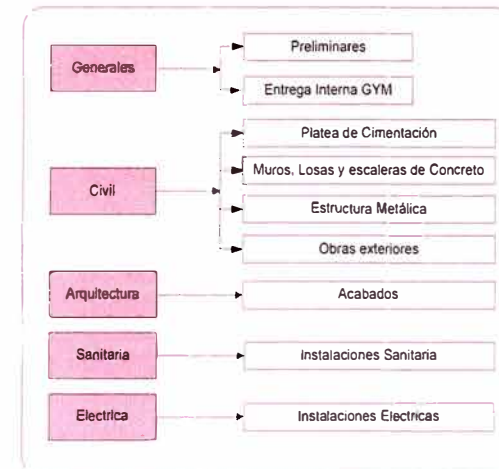 Generales
Preliminares
Entrega Interna GYM
Civil
Platea de Cimentación
Muros, Losas y escaleras de Concreto
Estructura Metálica
Obras exteriores
Arquitectura
Acabados
Sanitaria
Instalaciones Sanitaria
Electrica
Instalaciones Electricas